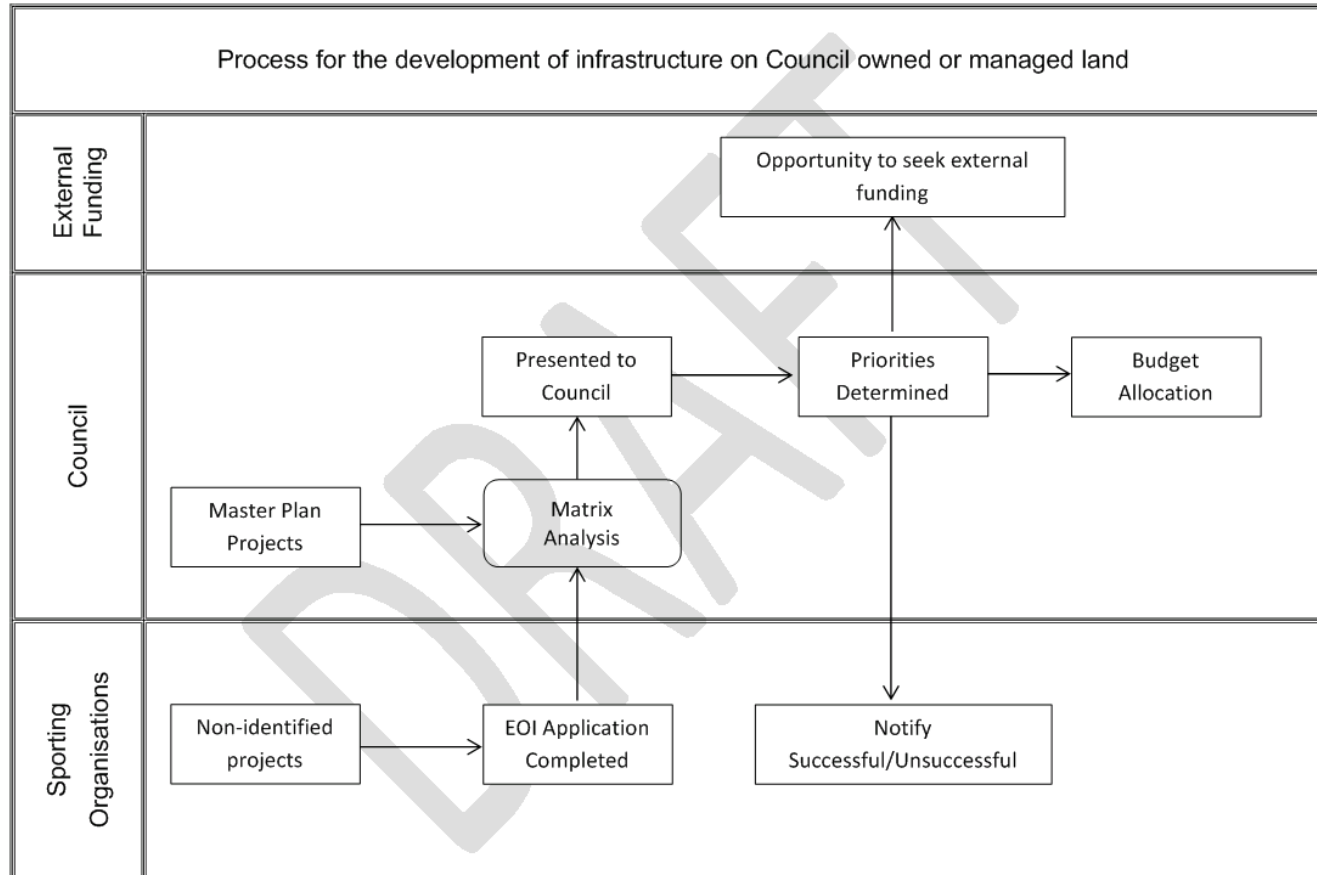 Process for the development of infrastructure on Council owned or managed land
External
Funding
Opportunity to seek external
funding
Council
Presented to
Council
Priorities
Determined
Budget
Allocation
Master Plan
Projects
Matrix
Analysis
Sporting
Organisations
Non-identified
projects
EOI Application
Completed
Notify
Successful/Unsuccessful
DRAFT